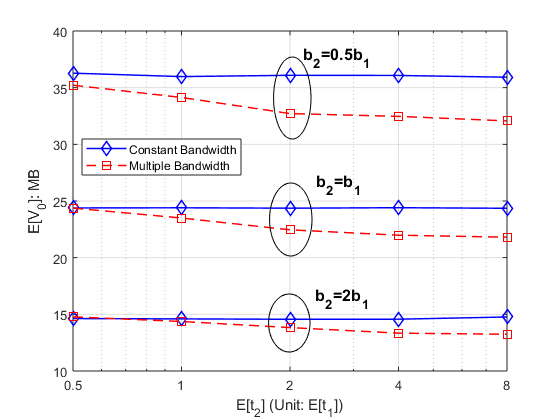 40
b₂=0.5b₁
35
30
Constant Bandwidth
Multiple Bandwidth
25
b₂=b₁
20
b₂=2b₁
15
10
0.5 1 2 4 8
E[t₂] (Unit: E[t₁])
E[V₀]: MB